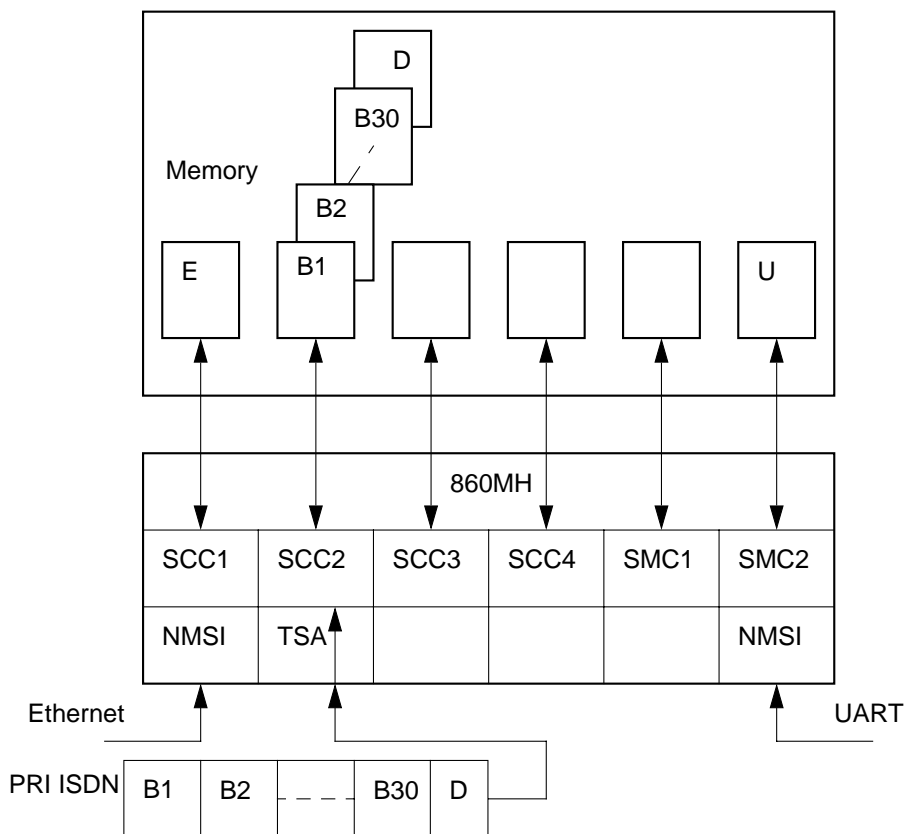 D
B30
Memory
B2
E
B1
U
860MH
SCC1 SCC2 SCC3 SCC4 SMC1 SMC2
NMSI TSA NMSI
Ethernet UART
PRI ISDN B1 B2 B30 D